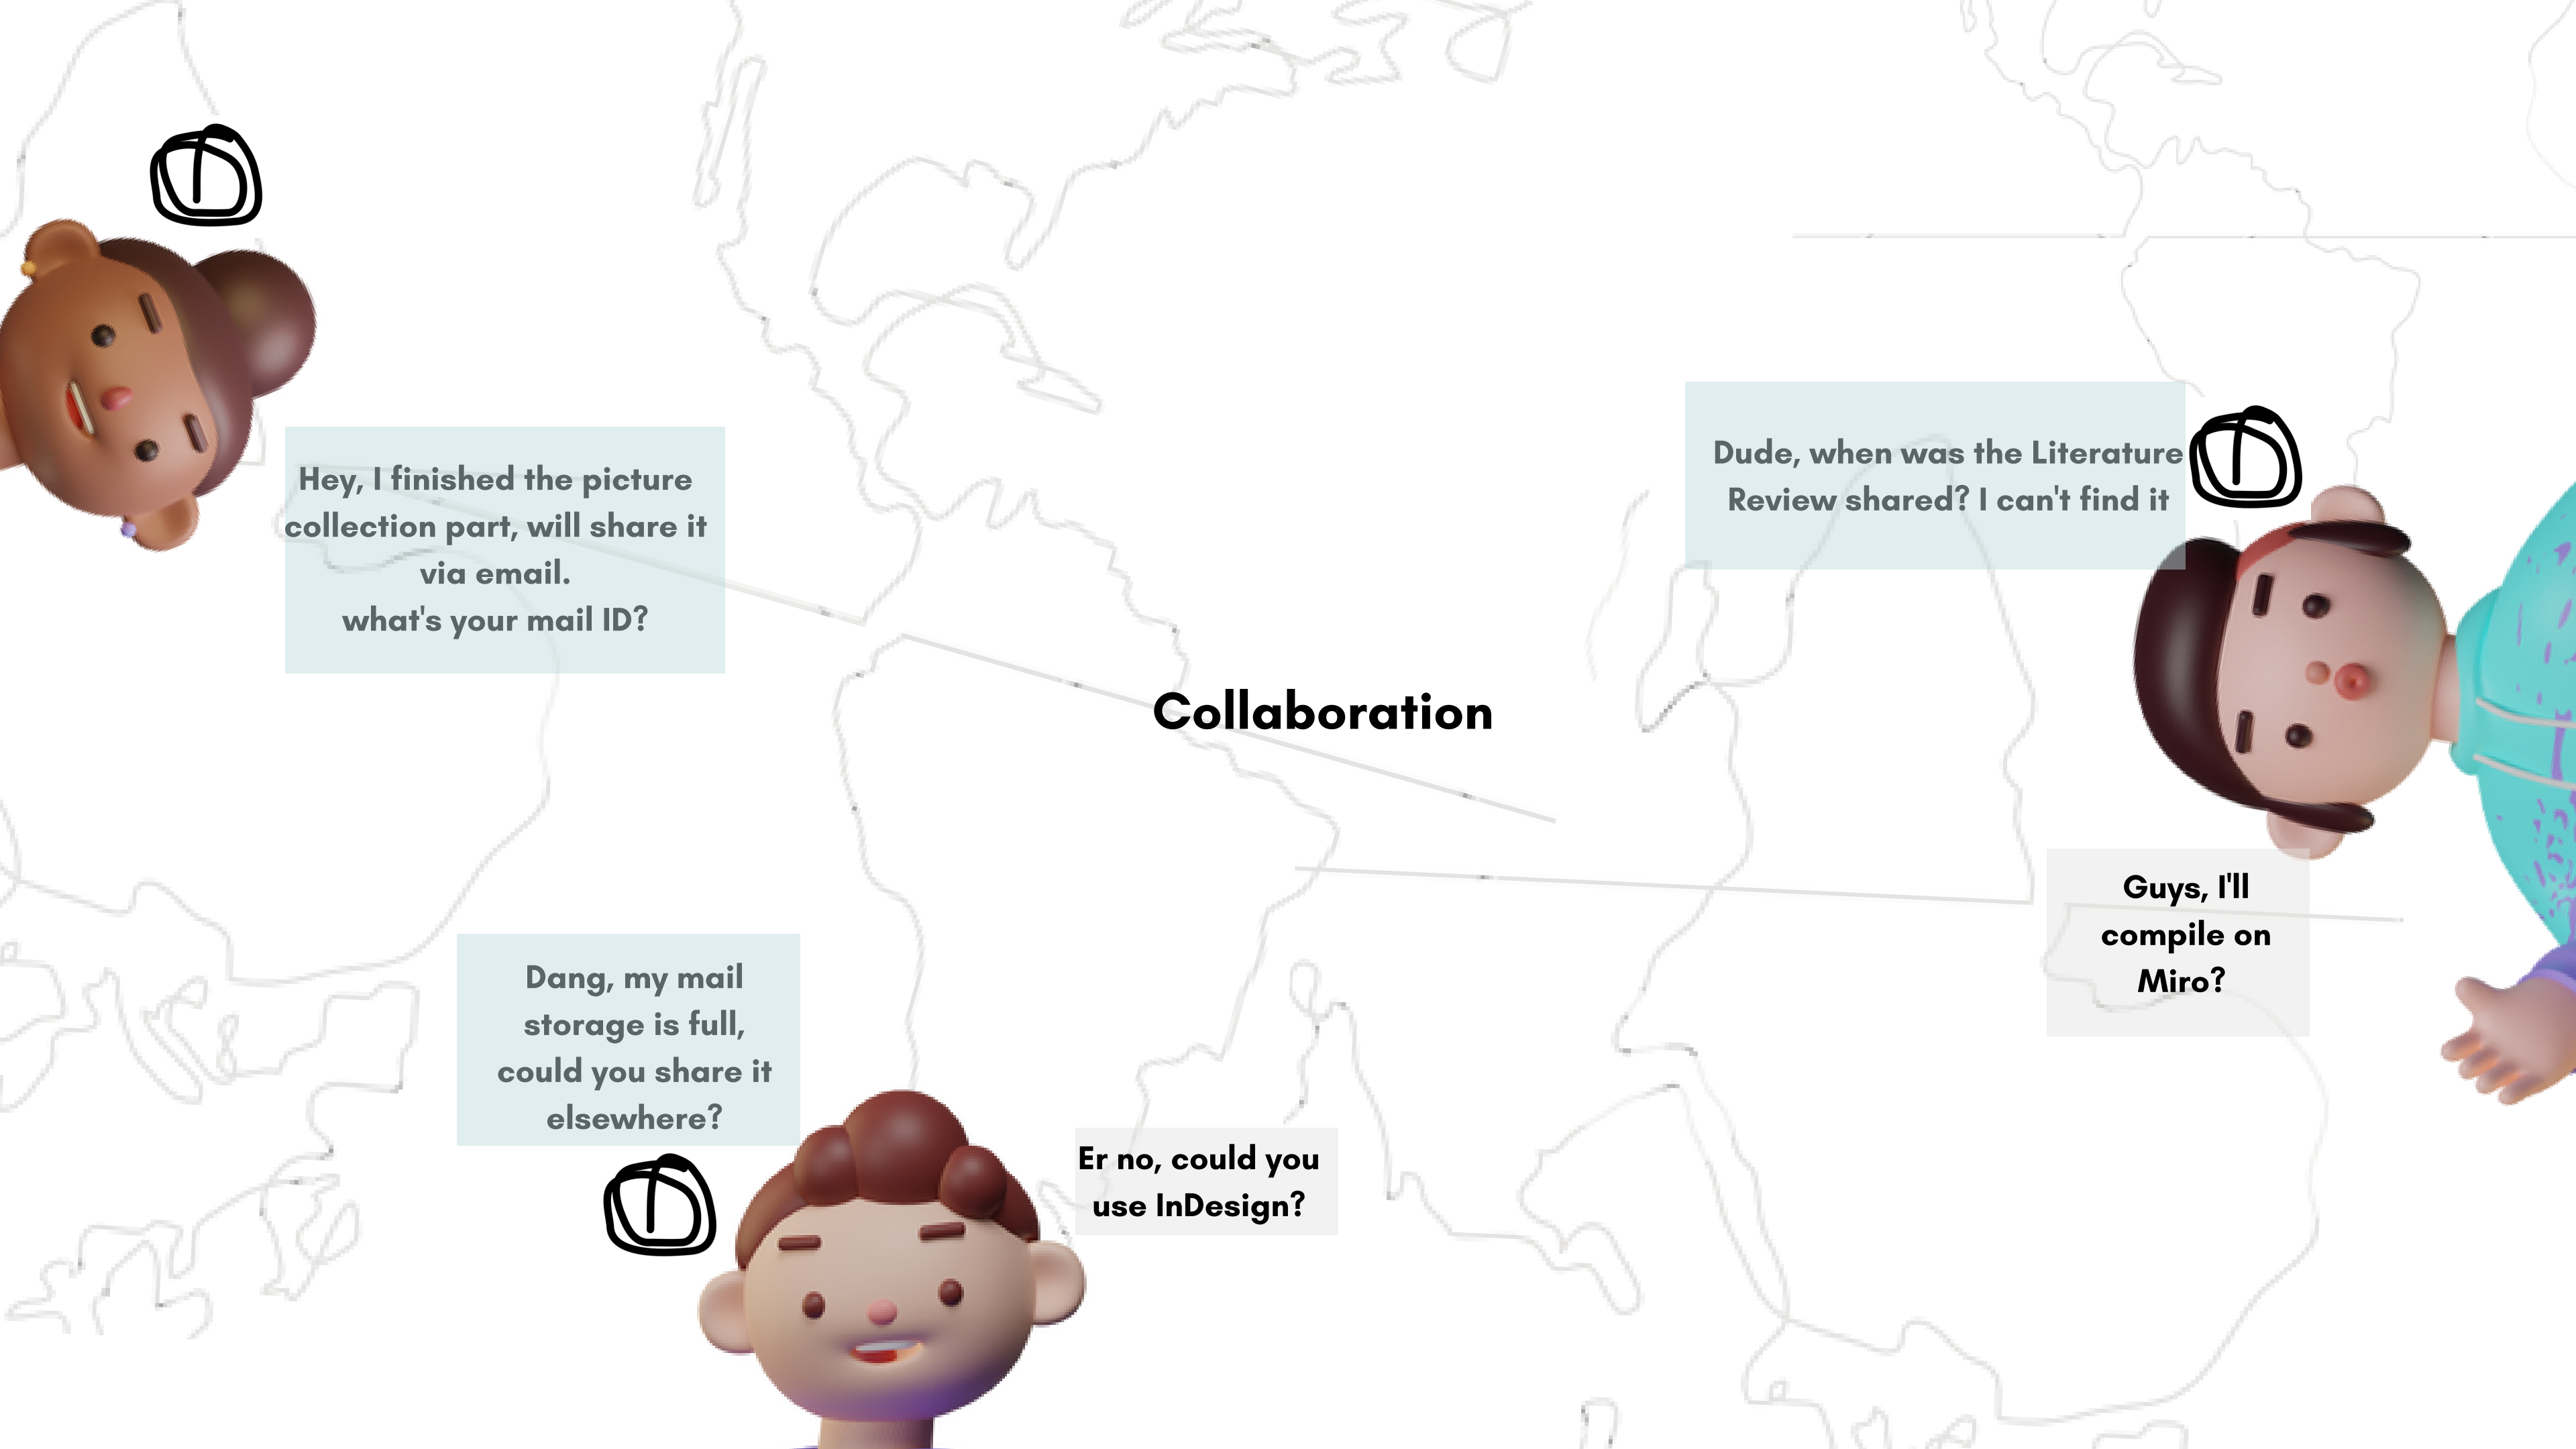 Hey, I finished the picture
collection part, will share it
via email.
what's your mail ID?
Dude, when was the Literature
Review shared? I can't find it
Collaboration
Guys, I'll
compile on
Miro?
Dang, my mail
storage is full,
could you share it
elsewhere?
Er no, could you
use InDesign?